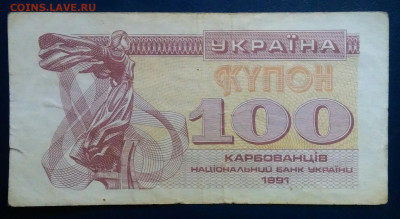 COINS.LAVE.RU
УКРАЇНА
КУПОН
100
КАРБОВАНЦІВ
НАЦІОНАЛЬНИЙ БАНК УКРАЇНИ
1991